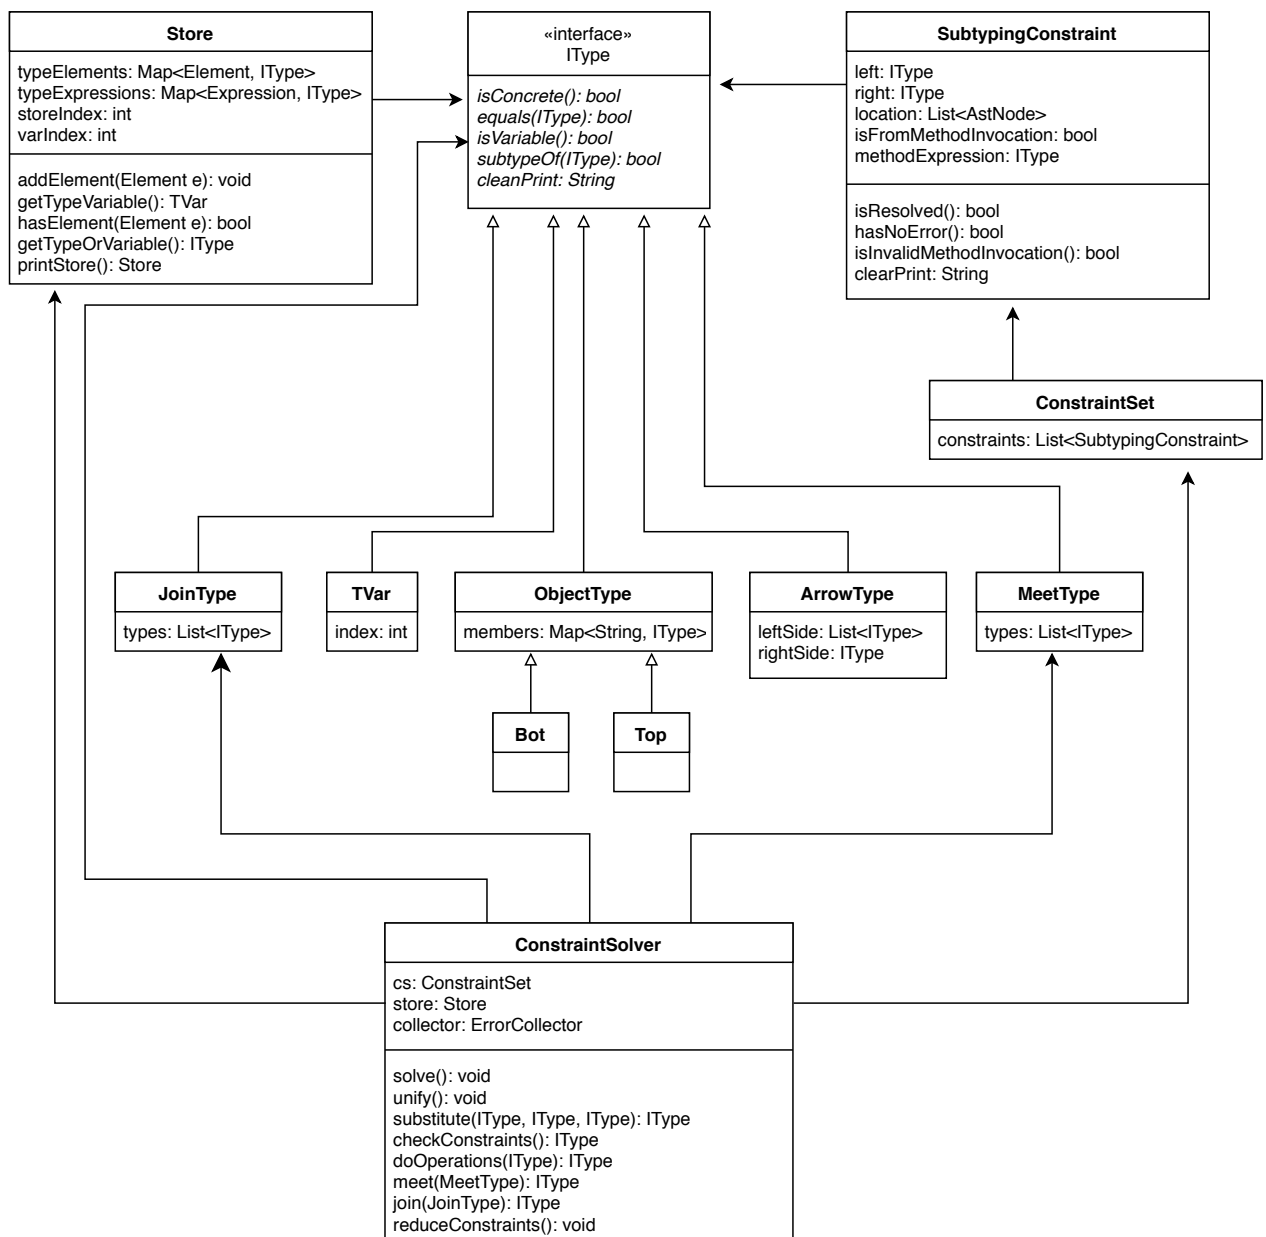 Store
typeElements: Map<Element, IType>
typeExpressions: Map<Expression, IType>
storeIndex: int
varIndex: int
addElement(Element e): void
getTypeVariable(): TVar
hasElement(Element e): bool
getTypeOrVariable(): IType
printStore(): Store
«interface»
IType
isConcrete(): bool
equals(IType): bool
isVariable(): bool
subtypeOf(IType): bool
cleanPrint: String
SubtypingConstraint
left: IType
right: IType
location: List<AstNode>
isFromMethodInvocation: bool
methodExpression: IType
isResolved(): bool
hasNoError(): bool
isInvalidMethodInvocation(): bool
clearPrint: String
ConstraintSet
constraints: List<SubtypingConstraint>
JoinType
types: List<IType>
TVar
index: int
ObjectType
members: Map<String, IType>
ArrowType
leftSide: List<IType>
rightSide: IType
MeetType
types: List<IType>
Bot
Top
ConstraintSolver
cs: ConstraintSet
store: Store
collector: ErrorCollector
solve(): void
unify(): void
substitute(IType, IType, IType): IType
checkConstraints(): IType
doOperations(IType): IType
meet(MeetType): IType
join(JoinType): IType
reduceConstraints(): void